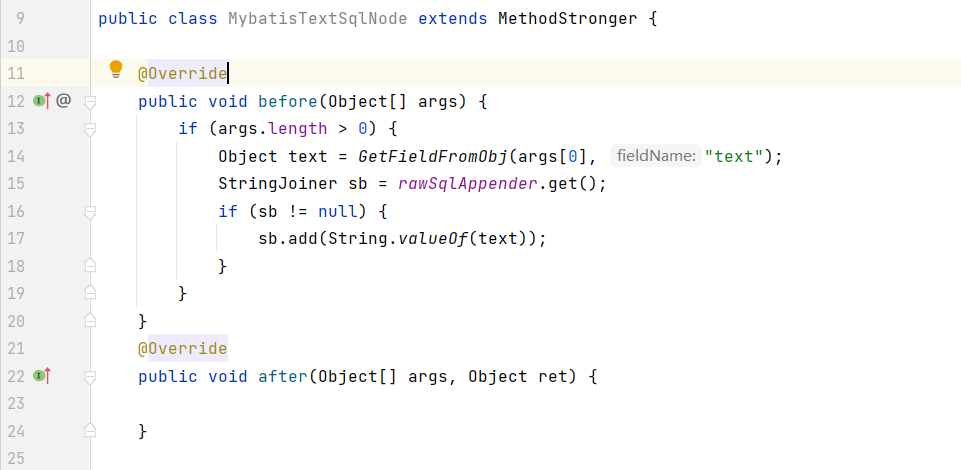 9 public class MybatisTextSqlNode extends MethodStronger {
10
11 @Override
12 @ public void before(Object[] args) {
13 if (args.length > 0) {
14 Object text = GetFieldFromObj(args[0], fieldName: "text");
15 StringJoiner sb = rawSqlAppender.get();
16 if (sb != null) {
17 sb.add(String.valueOf(text));
18 }
19 }
20 }
21 @Override
22 public void after(Object[] args, Object ret) {
23
24 }
25